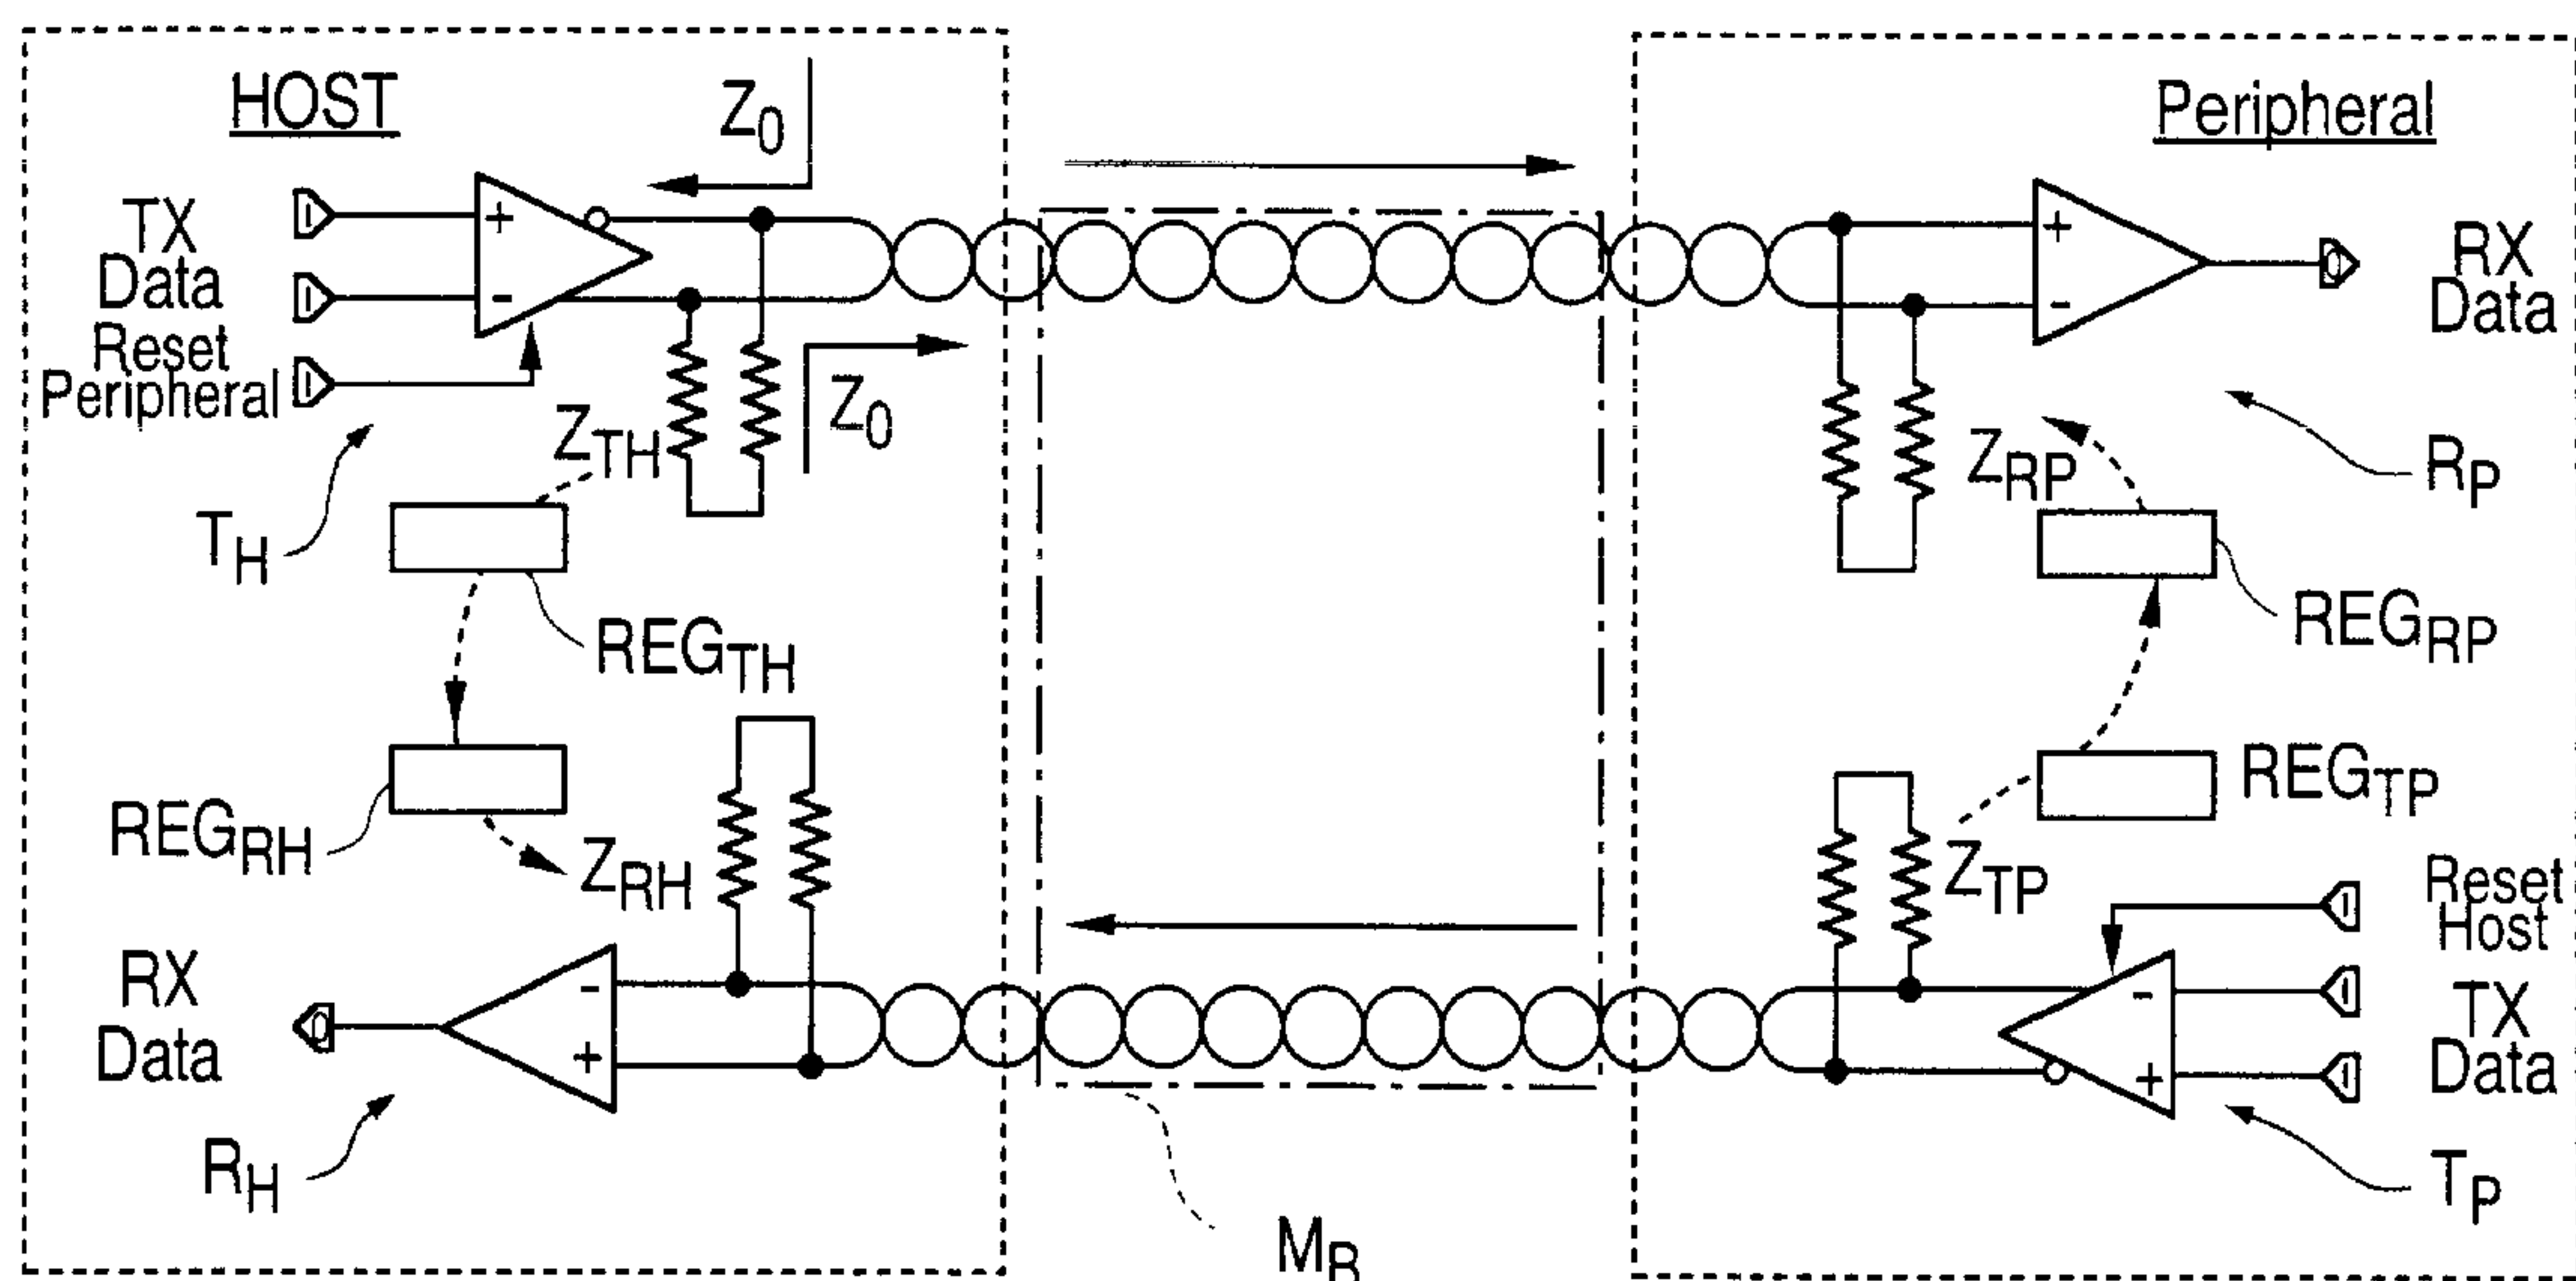 HOST
Peripheral
Z0
TX
Data
+
-
Reset
Peripheral
I
I
I
ZTH
Z0
TH
REGTH
REGRH
ZRH
RX
Data
O
-
+
RH
+
-
O
RX
Data
ZRP
RP
REGRP
REGTP
ZTP
Reset
Host
I
I
I
-
+
TX
Data
TP
MB